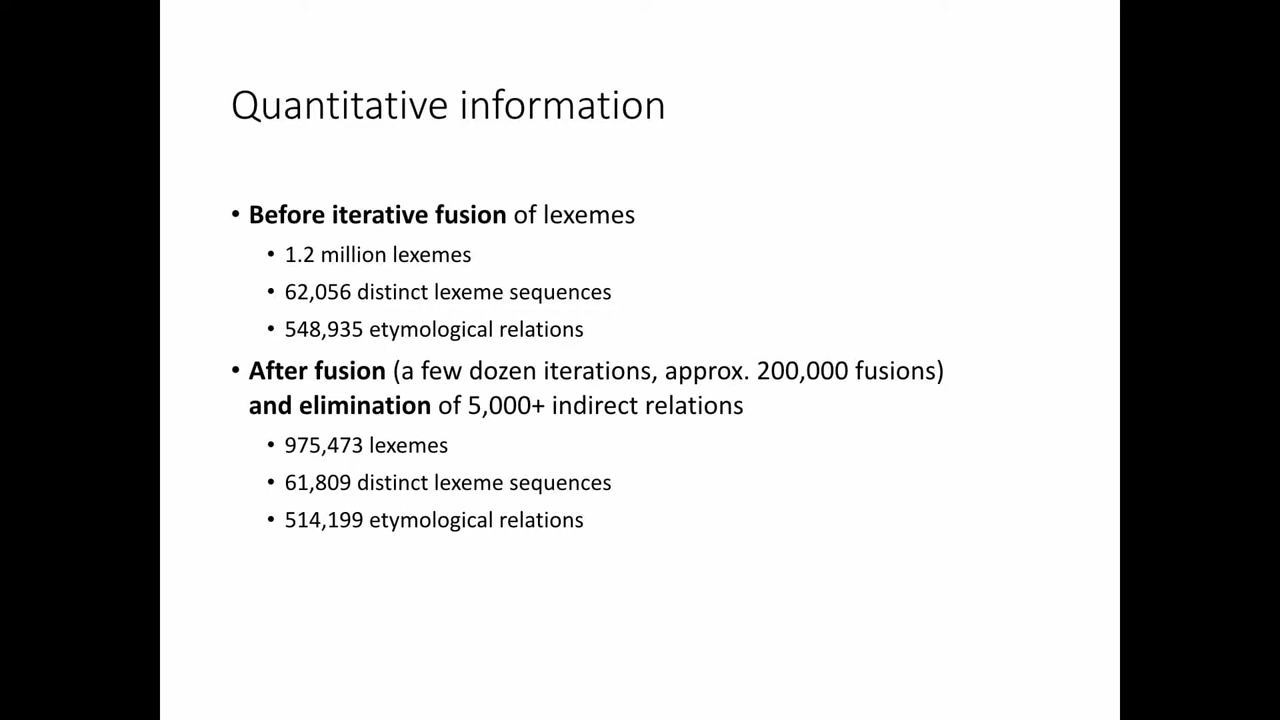 Quantitative information
• Before iterative fusion of lexemes
• 1.2 million lexemes
• 62,056 distinct lexeme sequences
• 548,935 etymological relations
• After fusion (a few dozen iterations, approx. 200,000 fusions)
and elimination of 5,000+ indirect relations
• 975,473 lexemes
• 61,809 distinct lexeme sequences
• 514,199 etymological relations